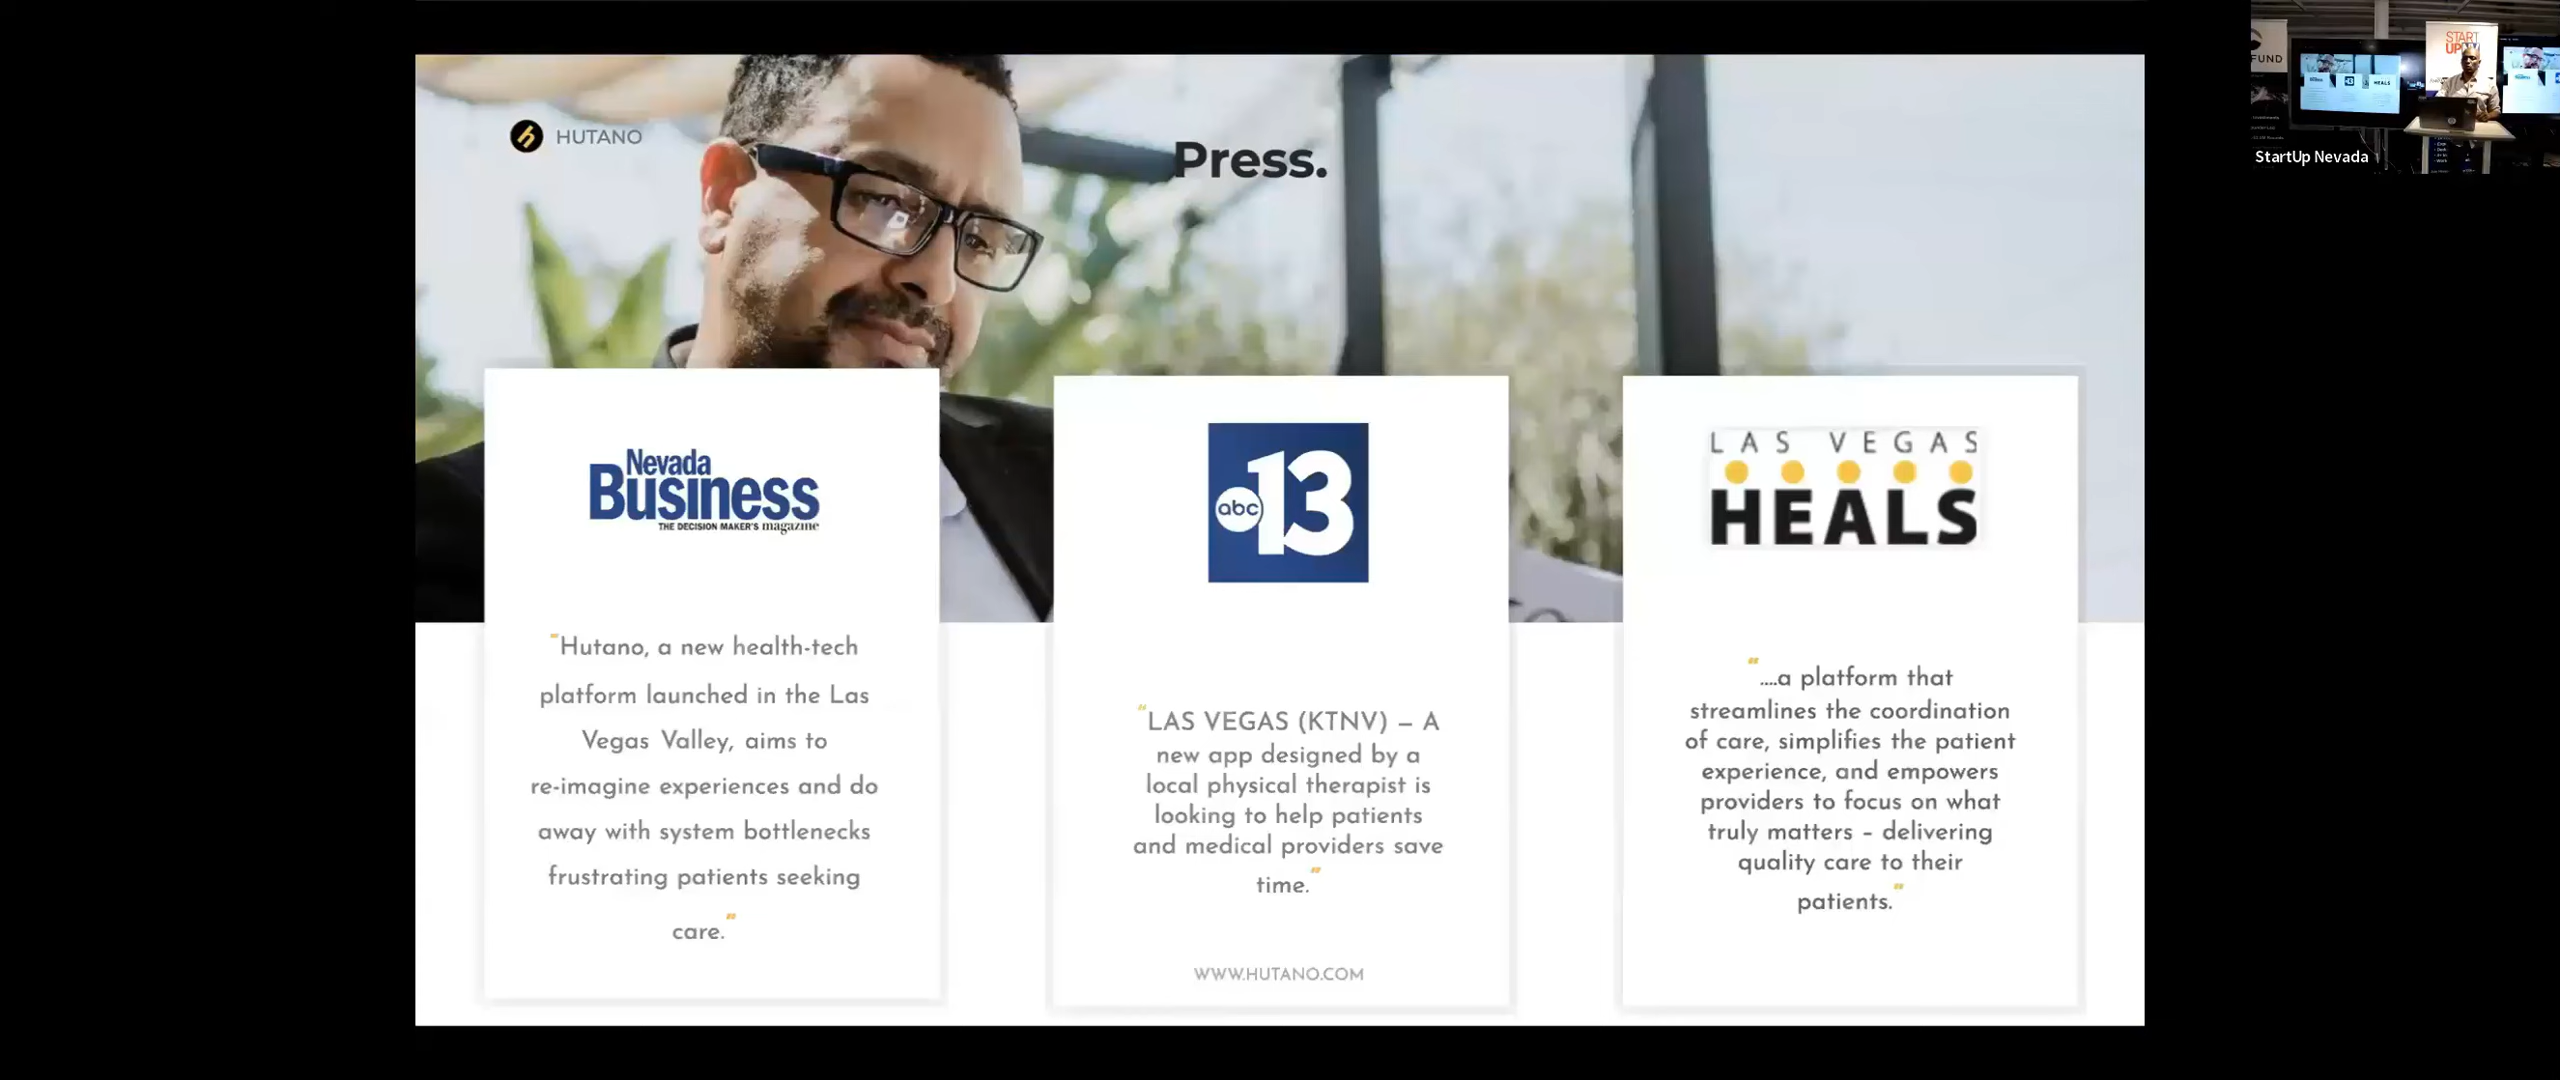 HUTANO
Press.
Nevada
Business
THE DECISION MAKER'S magazine
"Hutano, a new health-tech
platform launched in the Las
Vegas Valley, aims to
re-imagine experiences and do
away with system bottlenecks
frustrating patients seeking
care."
abc 13
"LAS VEGAS (KTNV) – A
new app designed by a
local physical therapist is
looking to help patients
and medical providers save
time."
WWW.HUTANO.COM
LAS VEGAS
HEALS
"....a platform that
streamlines the coordination
of care, simplifies the patient
experience, and empowers
providers to focus on what
truly matters – delivering
quality care to their
patients."
FUND
START
UP
HEALS
StartUp Nevada